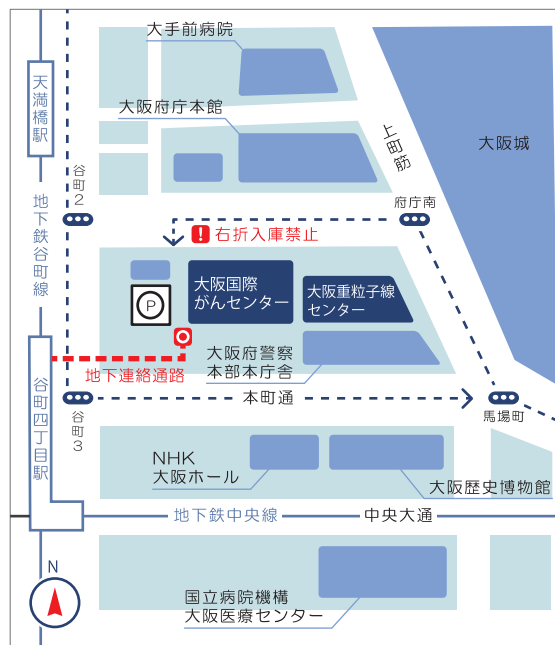 大手前病院
天満橋駅
大阪府庁本館
上町筋
大阪城
谷町2
府庁南
地下鉄谷町線
! 右折入庫禁止
大阪国際
がんセンター
大阪重粒子線
センター
P
大阪府警察
本部本庁舎
地下連絡通路
谷町四丁目駅
本町通
谷町3
馬場町
NHK
大阪ホール
大阪歴史博物館
地下鉄中央線
中央大通
N
国立病院機構
大阪医療センター